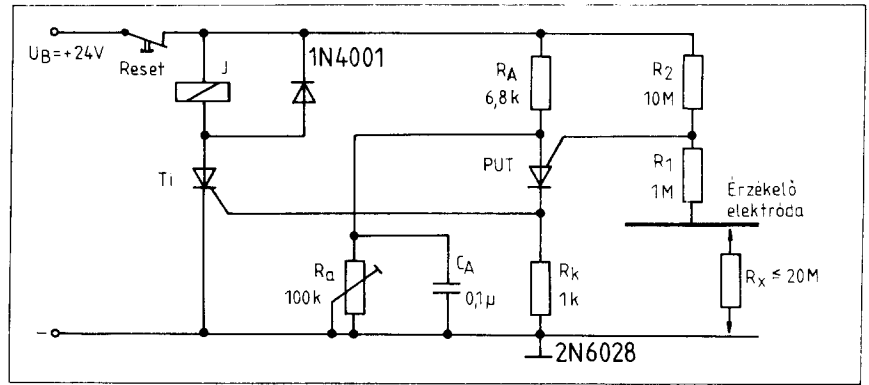 U_B=+24V
Reset
J
1N4001
R_A
6,8k
R_2
10M
Ti
PUT
R_1
1M
Érzékelő
elektróda
R_a
100k
C_A
0,1µ
R_k
1k
R_x ≤ 20M
2N6028